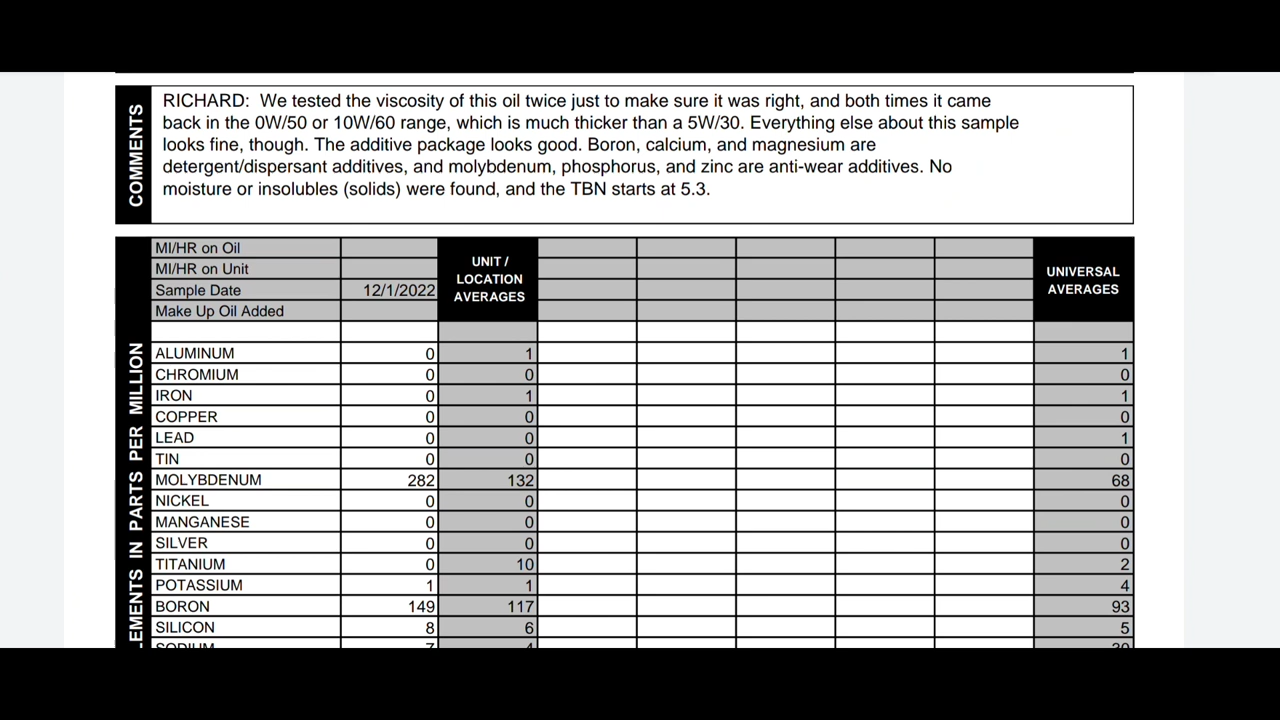 COMMENTS
RICHARD: We tested the viscosity of this oil twice just to make sure it was right, and both times it came
back in the 0W/50 or 10W/60 range, which is much thicker than a 5W/30. Everything else about this sample
looks fine, though. The additive package looks good. Boron, calcium, and magnesium are
detergent/dispersant additives, and molybdenum, phosphorus, and zinc are anti-wear additives. No
moisture or insolubles (solids) were found, and the TBN starts at 5.3.
MI/HR on Oil
MI/HR on Unit
Sample Date 12/1/2022
Make Up Oil Added
UNIT /
LOCATION
AVERAGES
UNIVERSAL
AVERAGES
LEMENTS IN PARTS PER MILLION
ALUMINUM 0 1 1
CHROMIUM 0 0 0
IRON 0 1 1
COPPER 0 0 0
LEAD 0 0 1
TIN 0 0 0
MOLYBDENUM 282 132 68
NICKEL 0 0 0
MANGANESE 0 0 0
SILVER 0 0 0
TITANIUM 0 10 2
POTASSIUM 1 1 4
BORON 149 117 93
SILICON 8 6 5
SODIUM 7 4